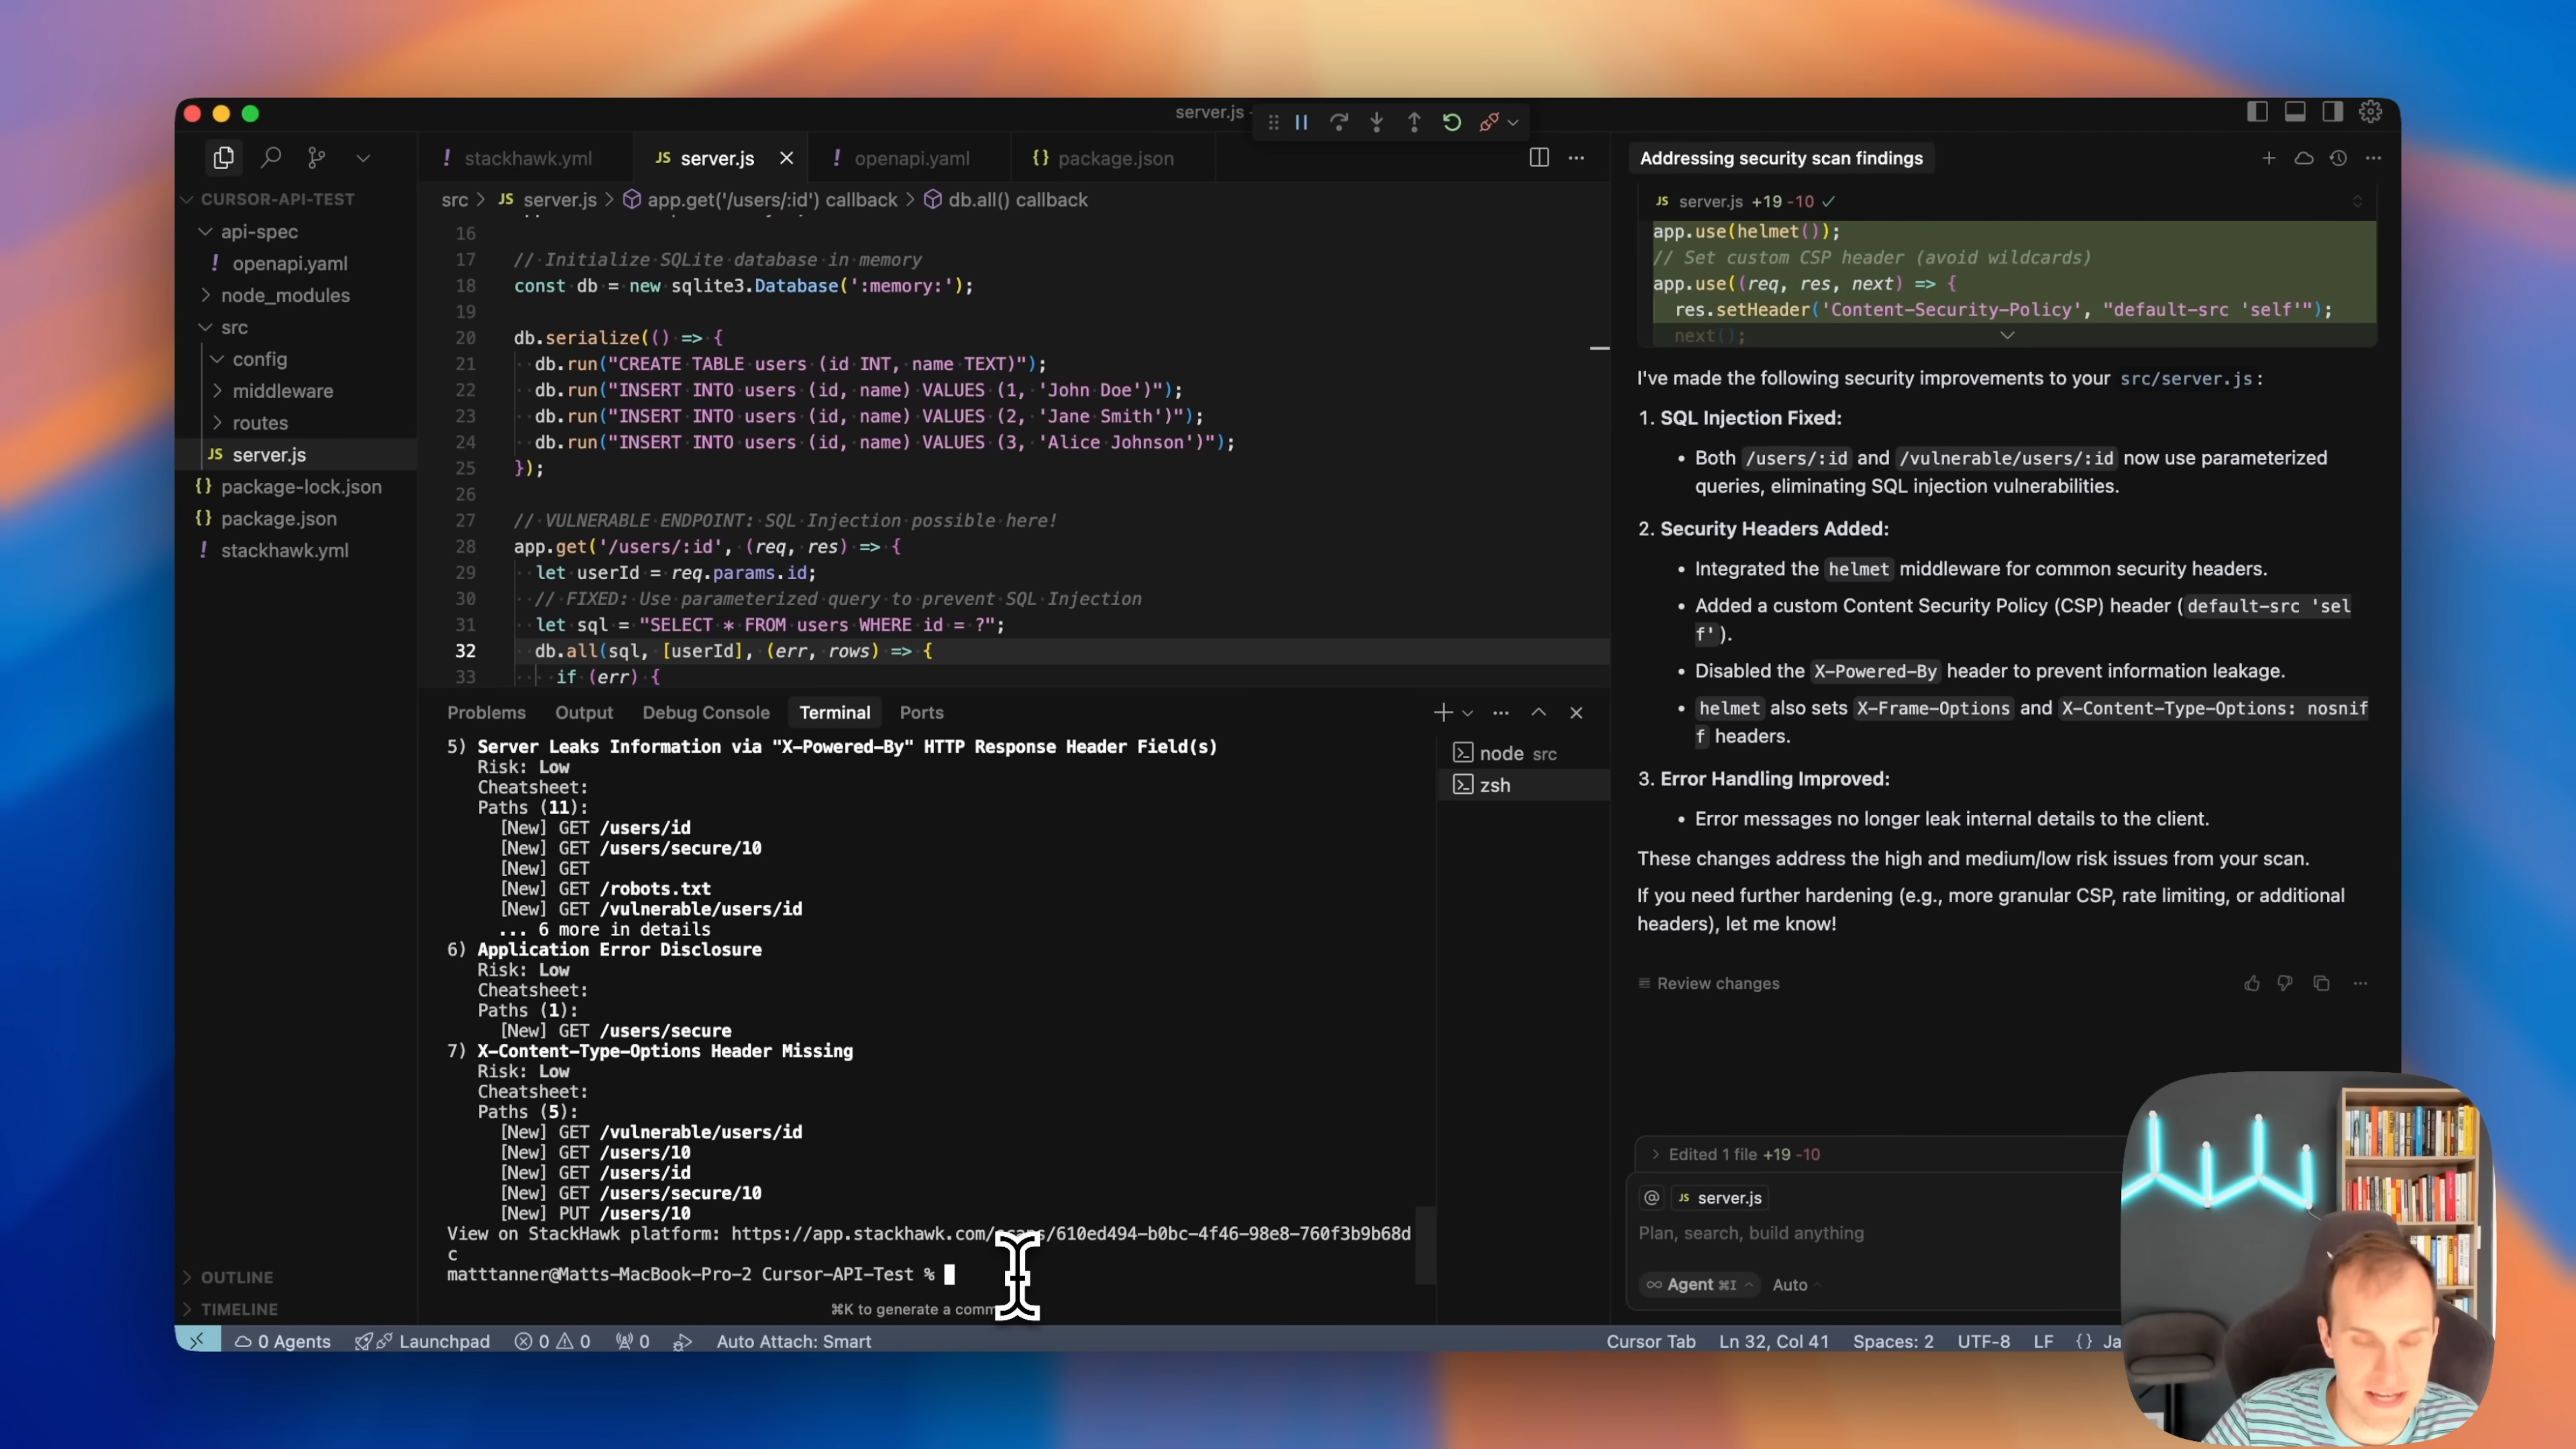 server.js -
CURSOR-API-TEST
api-spec
! openapi.yaml
node_modules
src
config
middleware
routes
JS server.js
{} package-lock.json
{} package.json
! stackhawk.yml
OUTLINE
TIMELINE
! stackhawk.yml
JS server.js
! openapi.yaml
{} package.json
src > JS server.js > app.get('/users/:id') callback > db.all() callback
16
17 // Initialize SQLite database in memory
18 const db = new sqlite3.Database(':memory:');
19
20 db.serialize(() => {
21 db.run("CREATE TABLE users (id INT, name TEXT)");
22 db.run("INSERT INTO users (id, name) VALUES (1, 'John Doe')");
23 db.run("INSERT INTO users (id, name) VALUES (2, 'Jane Smith')");
24 db.run("INSERT INTO users (id, name) VALUES (3, 'Alice Johnson')");
25 });
26
27 // VULNERABLE ENDPOINT: SQL Injection possible here!
28 app.get('/users/:id', (req, res) => {
29 let userId = req.params.id;
30 // FIXED: Use parameterized query to prevent SQL Injection
31 let sql = "SELECT * FROM users WHERE id = ?";
32 db.all(sql, [userId], (err, rows) => {
33 if (err) {
Problems Output Debug Console Terminal Ports
5) Server Leaks Information via "X-Powered-By" HTTP Response Header Field(s)
Risk: Low
Cheatsheet:
Paths (11):
[New] GET /users/id
[New] GET /users/secure/10
[New] GET
[New] GET /robots.txt
[New] GET /vulnerable/users/id
... 6 more in details
6) Application Error Disclosure
Risk: Low
Cheatsheet:
Paths (1):
[New] GET /users/secure
7) X-Content-Type-Options Header Missing
Risk: Low
Cheatsheet:
Paths (5):
[New] GET /vulnerable/users/id
[New] GET /users/10
[New] GET /users/id
[New] GET /users/secure/10
[New] PUT /users/10
View on StackHawk platform: https://app.stackhawk.com/scans/610ed494-b0bc-4f46-98e8-760f3b9b68d
c
matttanner@Matts-MacBook-Pro-2 Cursor-API-Test %
⌘K to generate a comm
node src
zsh
Addressing security scan findings
JS server.js +19 -10
app.use(helmet());
// Set custom CSP header (avoid wildcards)
app.use((req, res, next) => {
res.setHeader('Content-Security-Policy', "default-src 'self'");
next();
I've made the following security improvements to your src/server.js:
1. SQL Injection Fixed:
• Both /users/:id and /vulnerable/users/:id now use parameterized
queries, eliminating SQL injection vulnerabilities.
2. Security Headers Added:
• Integrated the helmet middleware for common security headers.
• Added a custom Content Security Policy (CSP) header (default-src 'sel
f').
• Disabled the X-Powered-By header to prevent information leakage.
• helmet also sets X-Frame-Options and X-Content-Type-Options: nosnif
f headers.
3. Error Handling Improved:
• Error messages no longer leak internal details to the client.
These changes address the high and medium/low risk issues from your scan.
If you need further hardening (e.g., more granular CSP, rate limiting, or additional
headers), let me know!
Review changes
Edited 1 file +19 -10
@ JS server.js
Plan, search, build anything
∞ Agent ⌘I Auto
0 Agents Launchpad 0 0 0 Auto Attach: Smart
Cursor Tab Ln 32, Col 41 Spaces: 2 UTF-8 LF {} Ja